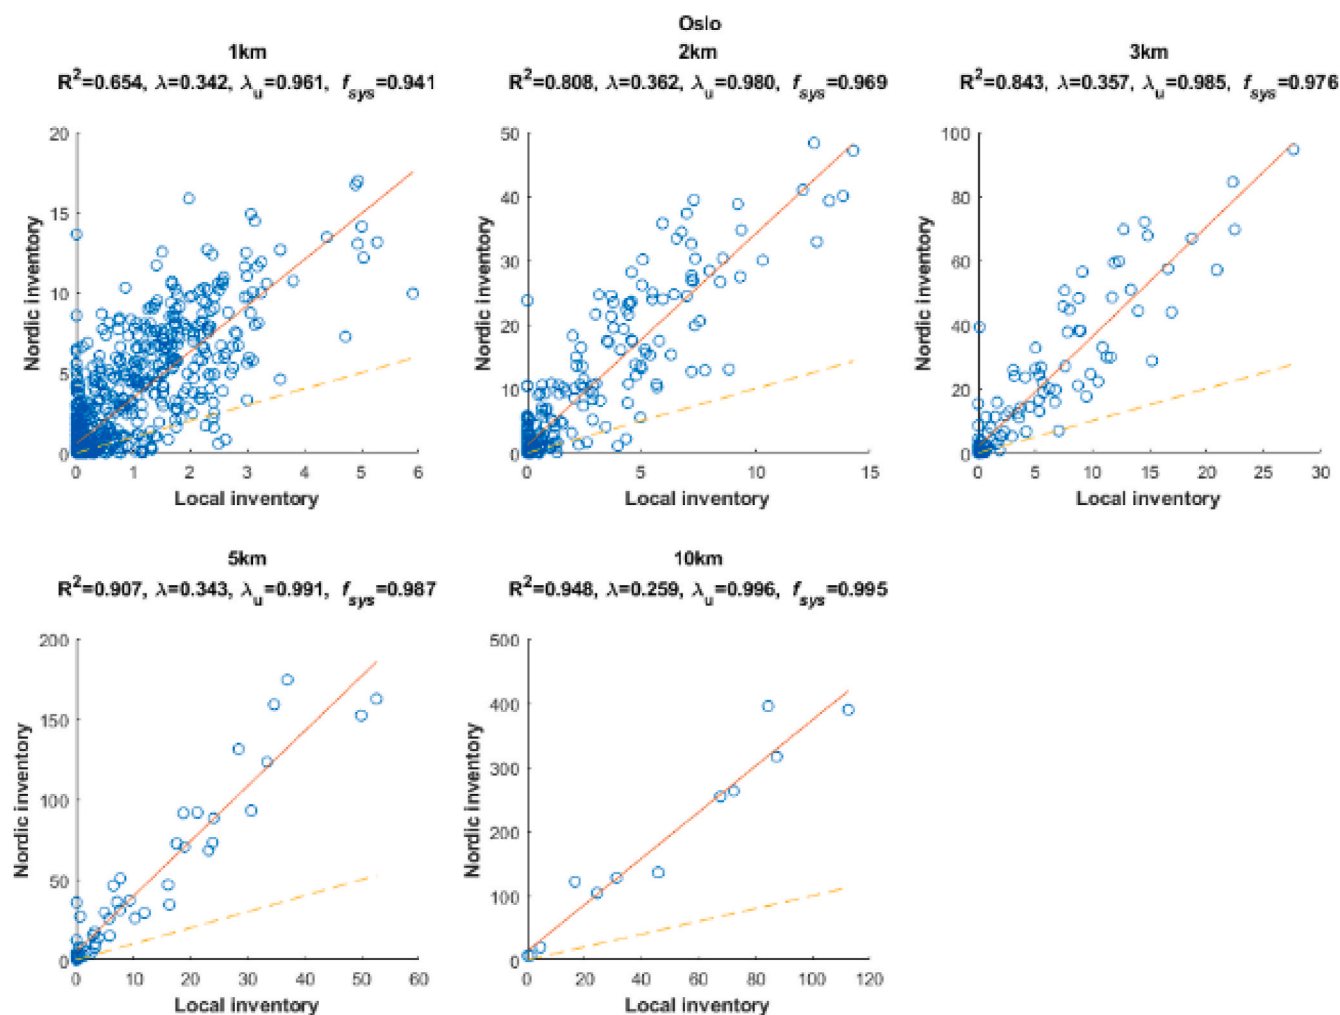 Oslo
1km
R²=0.654, λ=0.342, λu=0.961, fsys=0.941
20
15
10
5
0
0 1 2 3 4 5 6
Nordic inventory
Local inventory
2km
R²=0.808, λ=0.362, λu=0.980, fsys=0.969
50
40
30
20
10
0
0 5 10 15
Nordic inventory
Local inventory
3km
R²=0.843, λ=0.357, λu=0.985, fsys=0.976
100
80
60
40
20
0
0 5 10 15 20 25 30
Nordic inventory
Local inventory
5km
R²=0.907, λ=0.343, λu=0.991, fsys=0.987
200
150
100
50
0
0 10 20 30 40 50 60
Nordic inventory
Local inventory
10km
R²=0.948, λ=0.259, λu=0.996, fsys=0.995
500
400
300
200
100
0
0 20 40 60 80 100 120
Nordic inventory
Local inventory